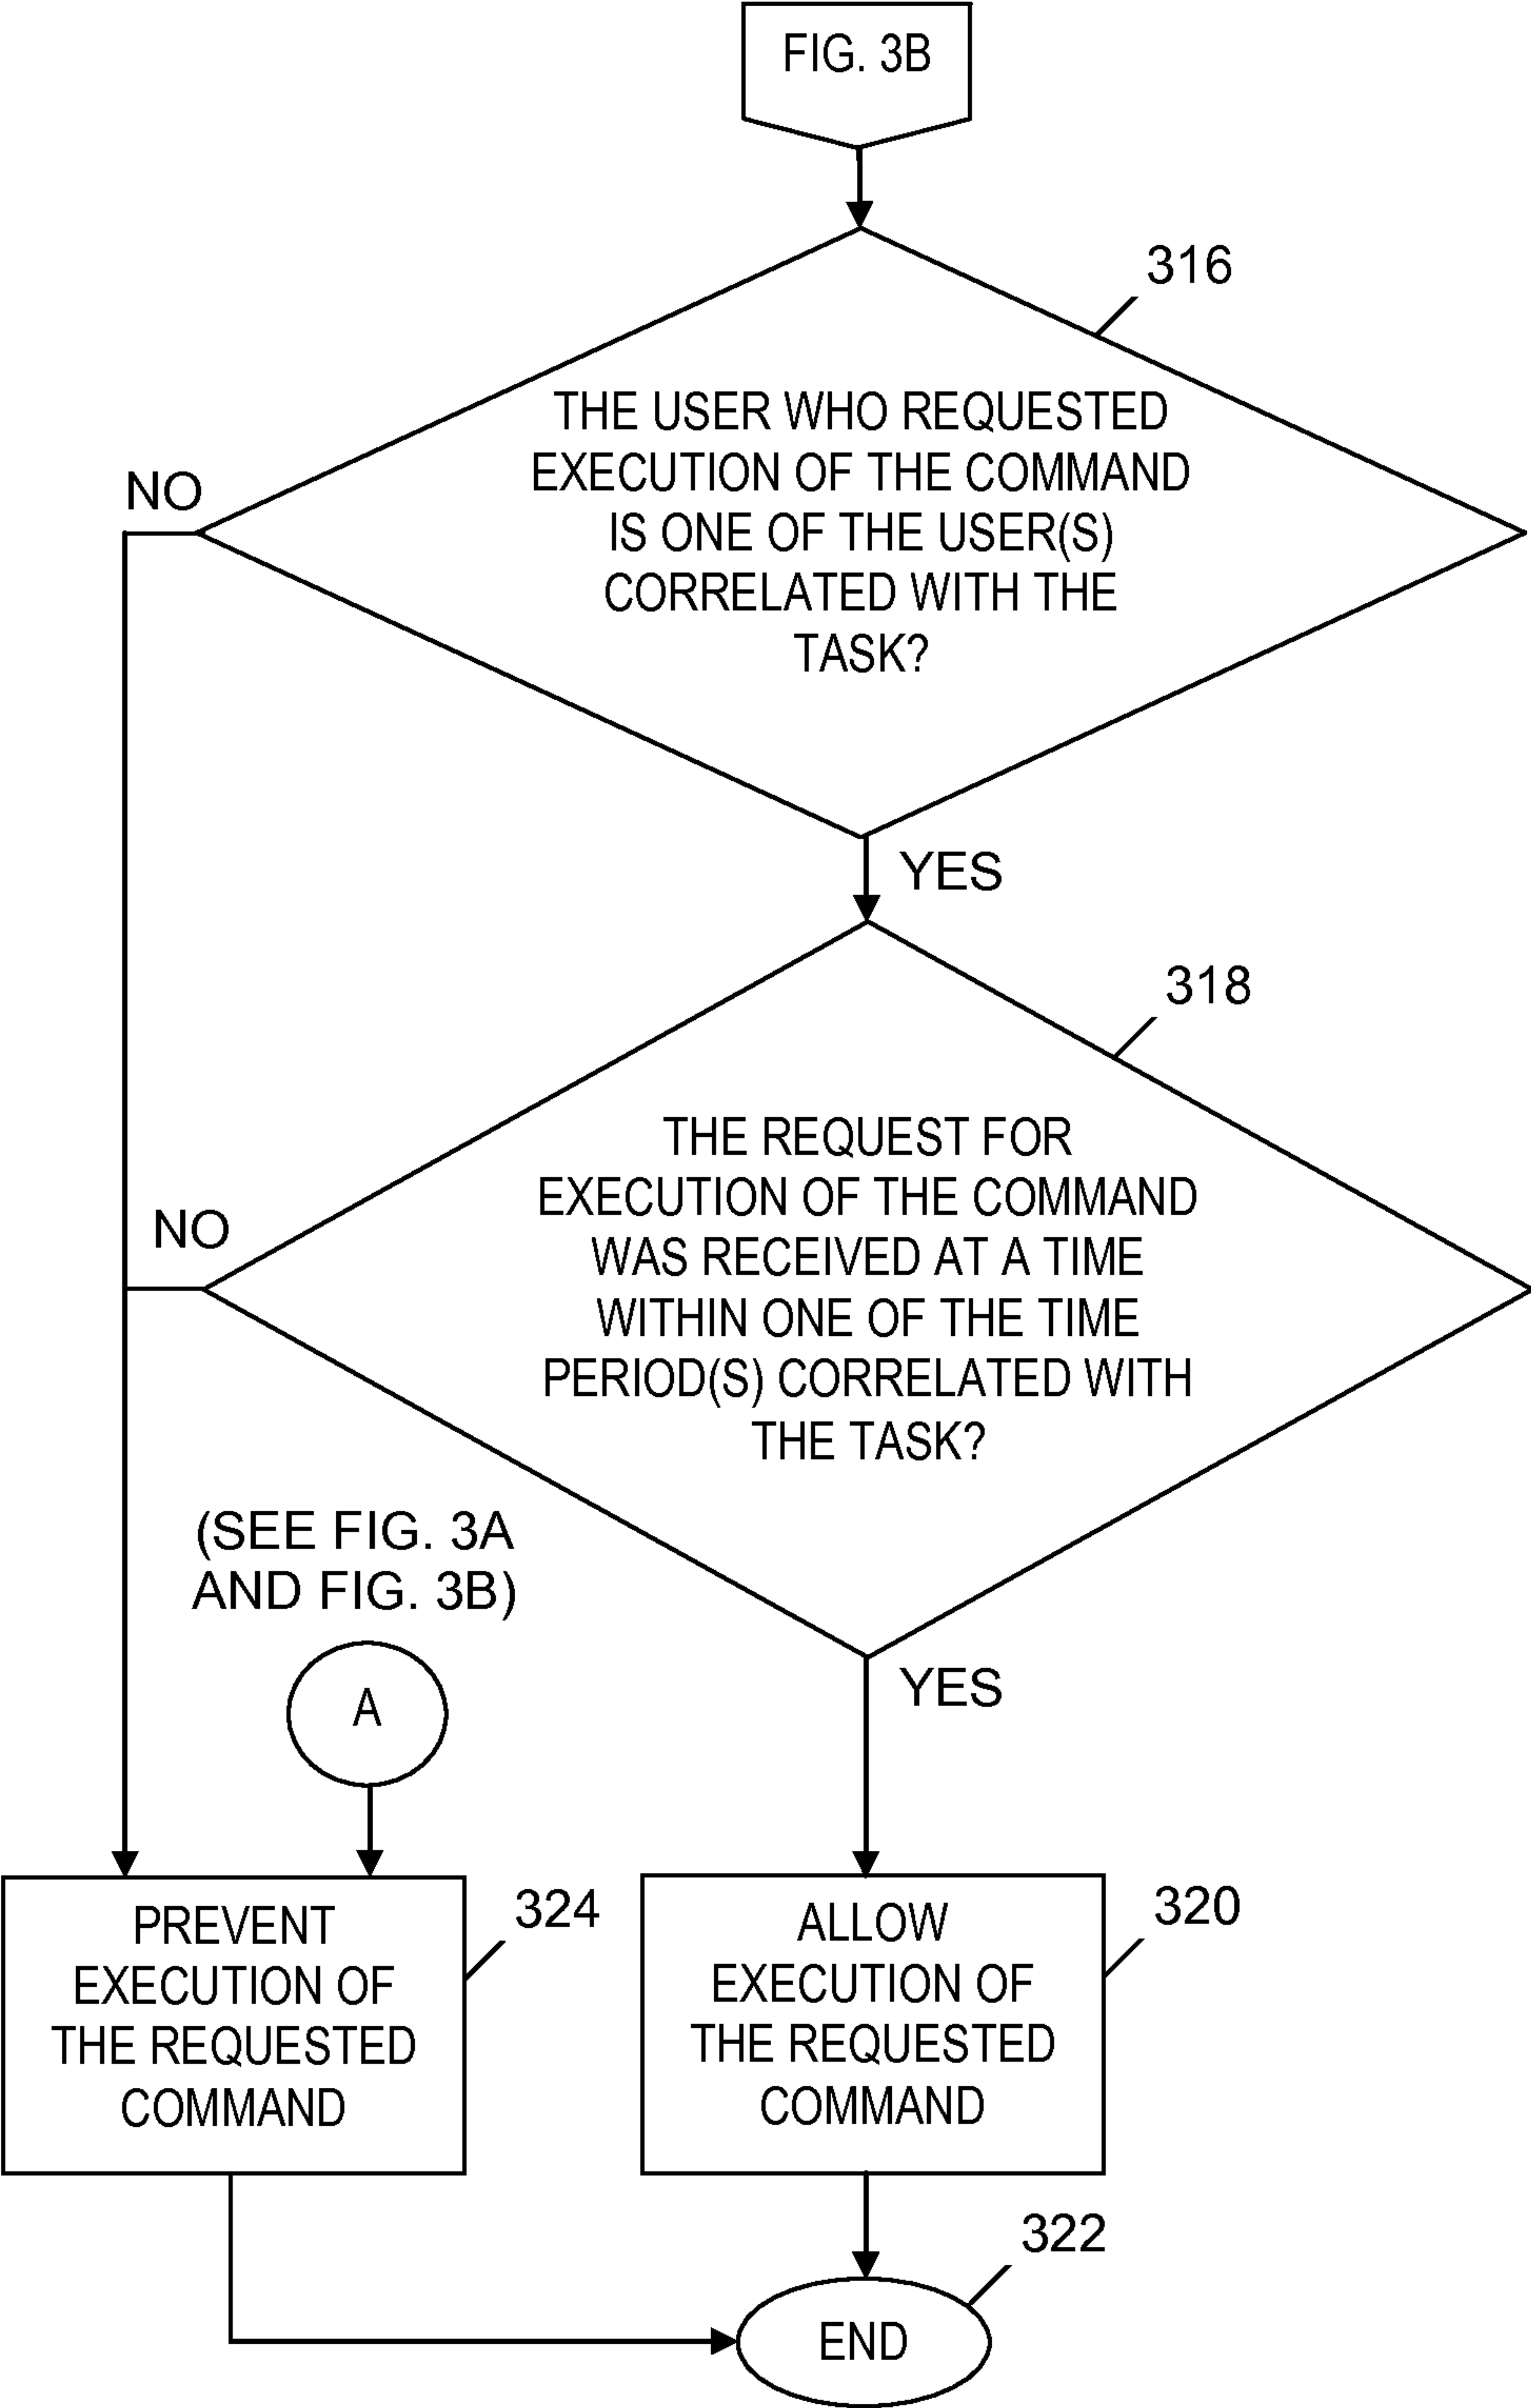 FIG. 3B
316
THE USER WHO REQUESTED
EXECUTION OF THE COMMAND
IS ONE OF THE USER(S)
CORRELATED WITH THE
TASK?
NO
YES
318
THE REQUEST FOR
EXECUTION OF THE COMMAND
WAS RECEIVED AT A TIME
WITHIN ONE OF THE TIME
PERIOD(S) CORRELATED WITH
THE TASK?
NO
(SEE FIG. 3A
AND FIG. 3B)
A
YES
PREVENT
EXECUTION OF
THE REQUESTED
COMMAND
324
ALLOW
EXECUTION OF
THE REQUESTED
COMMAND
320
322
END